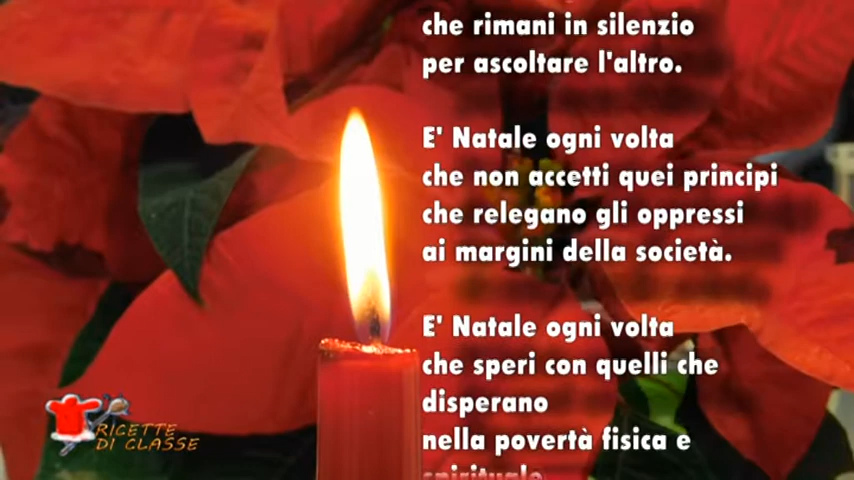 che rimani in silenzio
per ascoltare l'altro.
E' Natale ogni volta
che non accetti quei principi
che relegano gli oppressi
ai margini della società.
E' Natale ogni volta
che speri con quelli che
disperano
nella povertà fisica e
spirituale
RICETTE
DI CLASSE